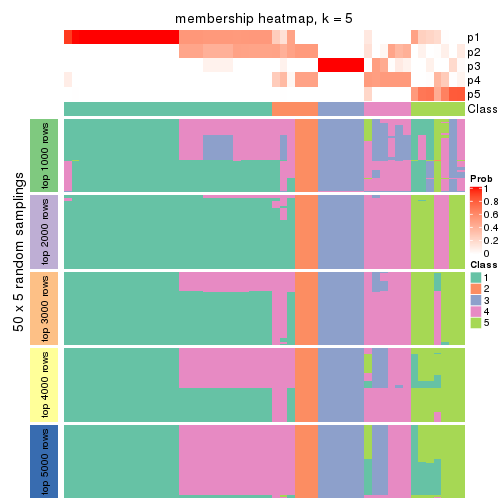 membership heatmap, k = 5
p1
p2
p3
p4
p5
Class
50 x 5 random samplings
top 1000 rows
top 2000 rows
top 3000 rows
top 4000 rows
top 5000 rows
Prob
1
0.8
0.6
0.4
0.2
0
Class
1
2
3
4
5